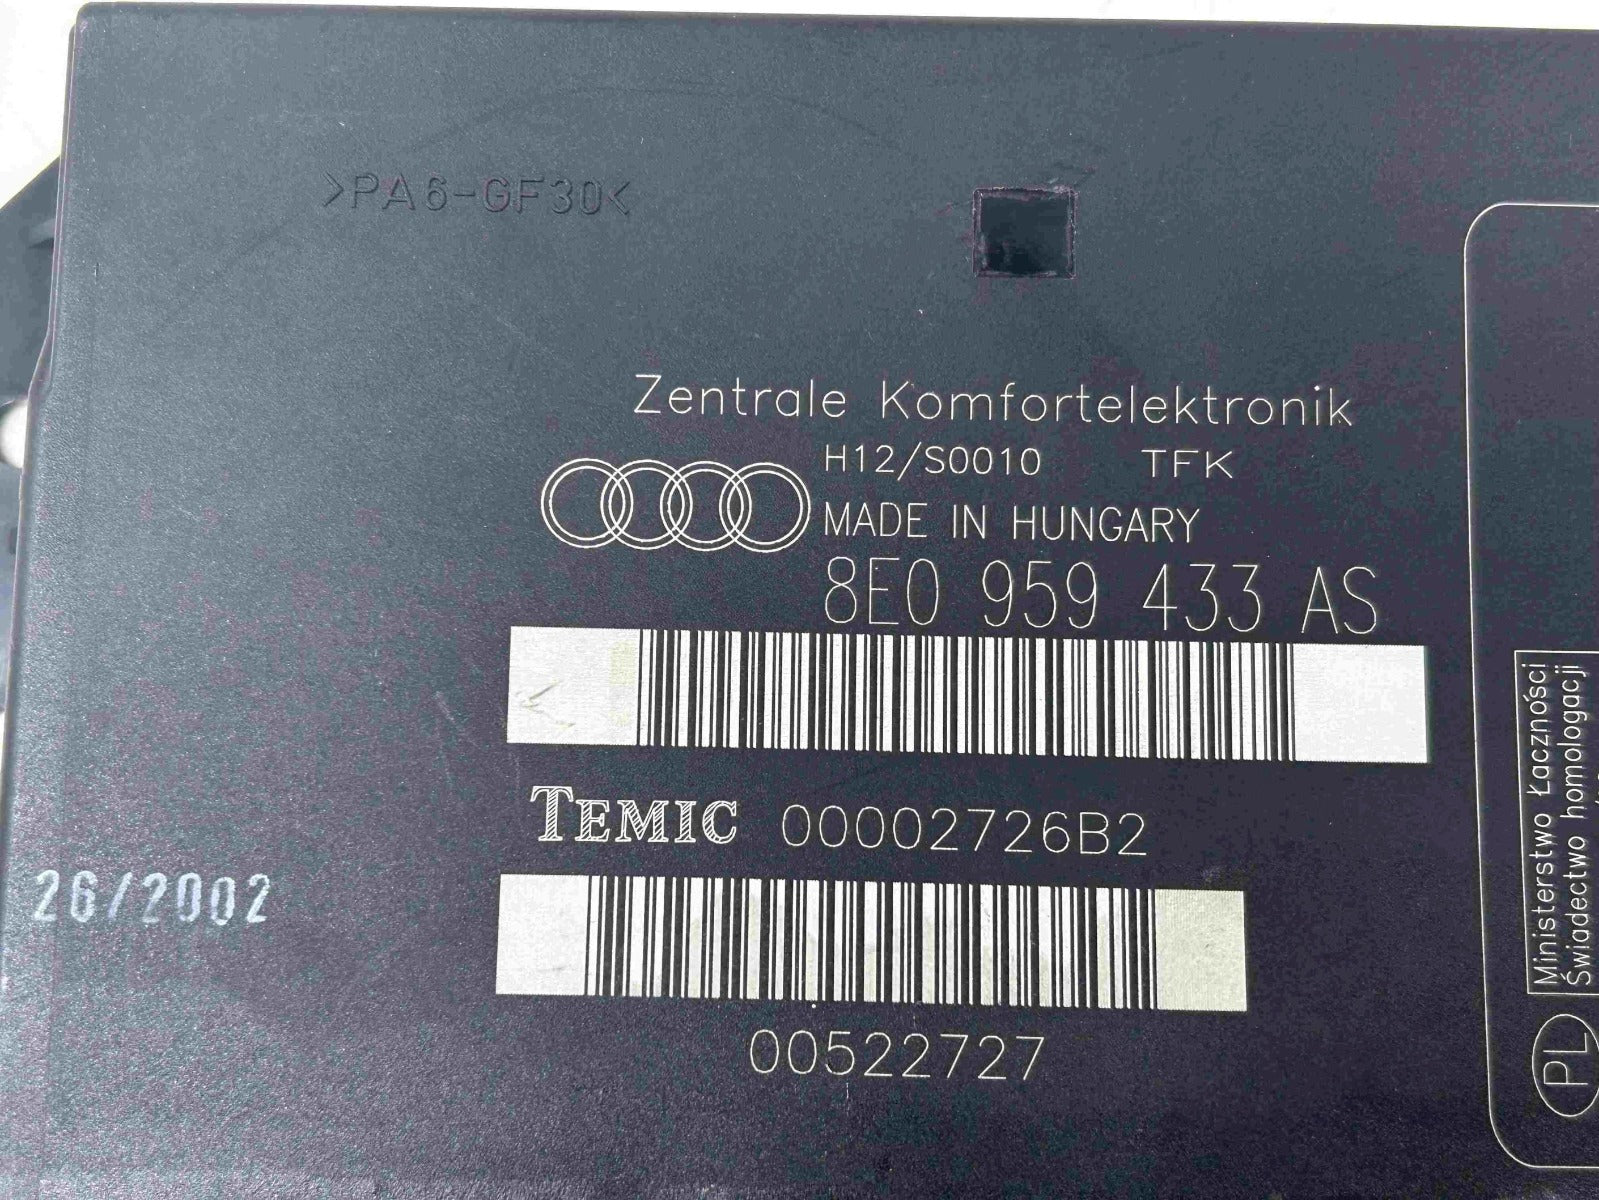 >PA6-GF30<
Zentrale Komfortelektronik
H12/S0010 TFK
MADE IN HUNGARY
8E0 959 433 AS
TEMIC 00002726B2
26/2002
00522727
Ministerstwo Łączności
Świadectwo homologacji
PL